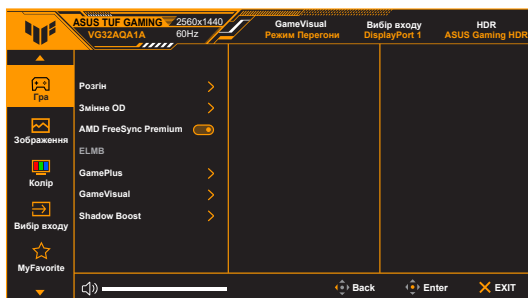 ASUS TUF GAMING 2560x1440
VG32AQA1A 60Hz
GameVisual
Режим Перегони
Вибір входу
DisplayPort 1
HDR
ASUS Gaming HDR
Гра
Зображення
Колір
Вибір входу
MyFavorite
Розгін
Змінне OD
AMD FreeSync Premium
ELMB
GamePlus
GameVisual
Shadow Boost
Back
Enter
EXIT